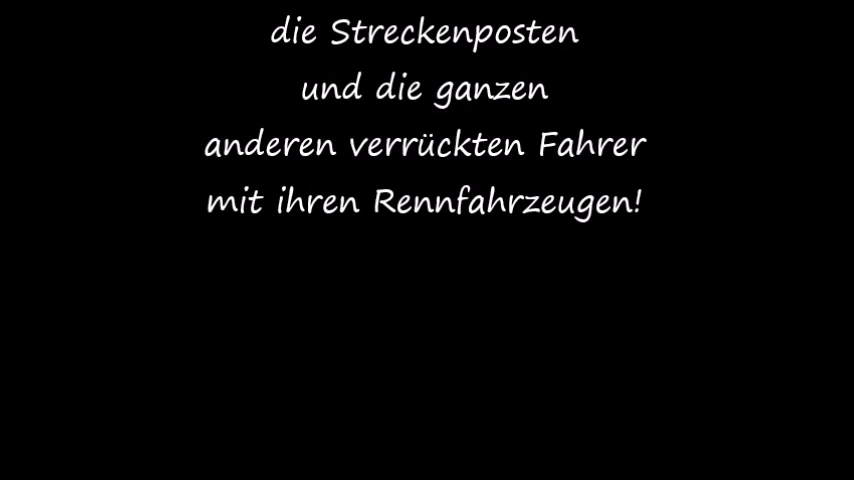 die Streckenposten
und die ganzen
anderen verrückten Fahrer
mit ihren Rennfahrzeugen!